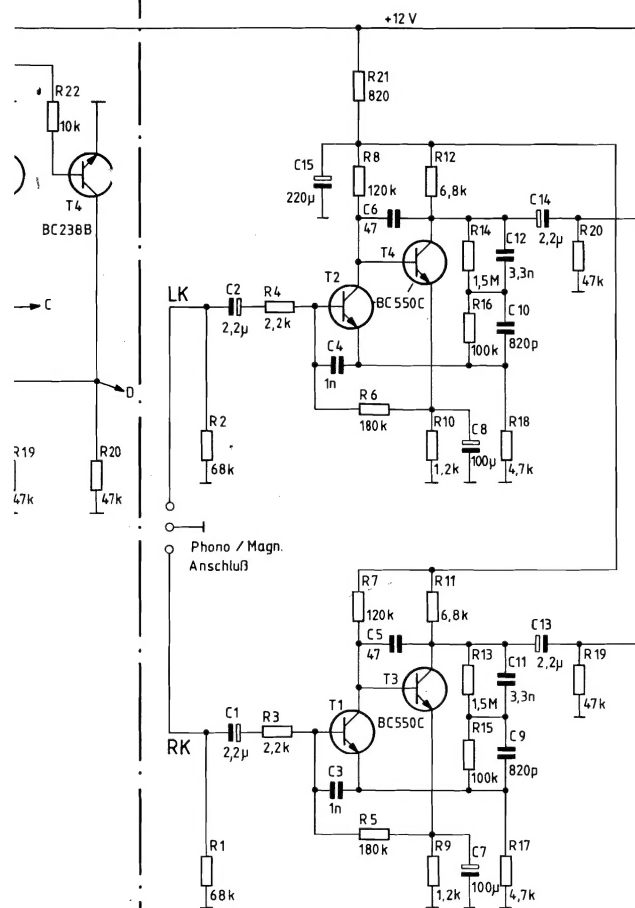 +12 V
R22
10k
T4
BC238B
C
D
R19
47k
R20
47k
R21
820
C15
220µ
R8
120k
R12
6,8k
C6
47
T4
T2
BC550C
R14
1,5M
C12
3,3n
C14
2,2µ
R20
47k
R16
100k
C10
820p
LK
C2
2,2µ
R4
2,2k
C4
1n
R6
180k
R2
68k
R10
1,2k
C8
100µ
R18
4,7k
Phono / Magn.
Anschluß
R7
120k
R11
6,8k
C5
47
T3
T1
BC550C
R13
1,5M
C11
3,3n
C13
2,2µ
R19
47k
R15
100k
C9
820p
RK
C1
2,2µ
R3
2,2k
C3
1n
R5
180k
R1
68k
R9
1,2k
C7
100µ
R17
4,7k